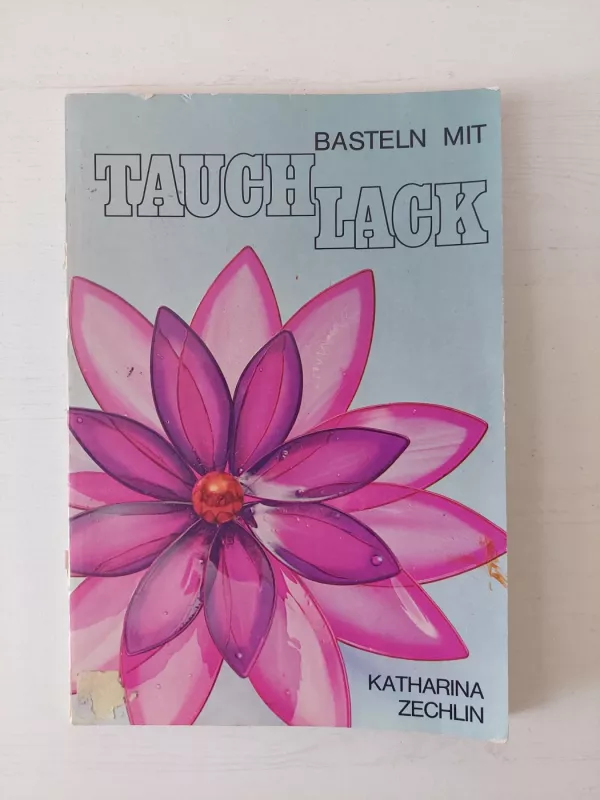 BASTELN MIT
TAUCH
LACK
KATHARINA
ZECHLIN